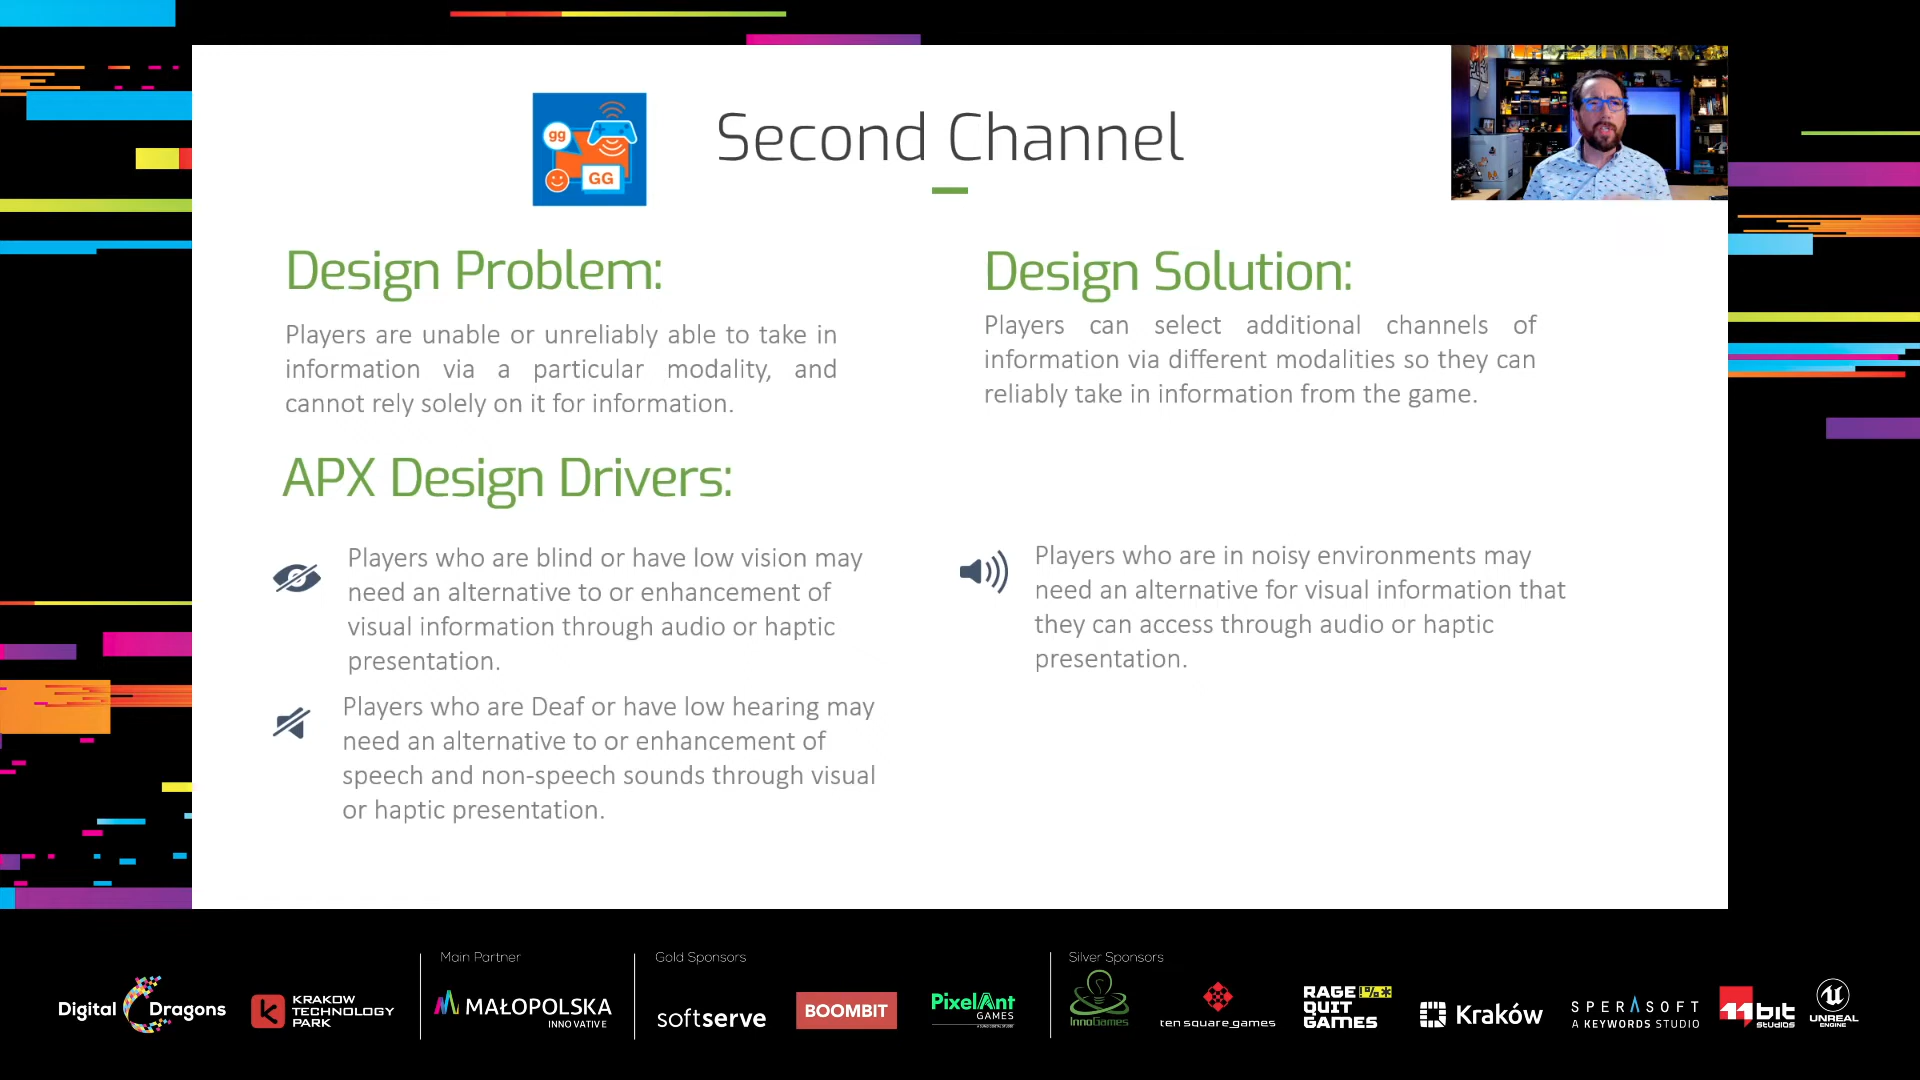 gg
GG
Second Channel
Design Problem:
Players are unable or unreliably able to take in
information via a particular modality, and
cannot rely solely on it for information.
Design Solution:
Players can select additional channels of
information via different modalities so they can
reliably take in information from the game.
APX Design Drivers:
Players who are blind or have low vision may
need an alternative to or enhancement of
visual information through audio or haptic
presentation.
Players who are Deaf or have low hearing may
need an alternative to or enhancement of
speech and non-speech sounds through visual
or haptic presentation.
Players who are in noisy environments may
need an alternative for visual information that
they can access through audio or haptic
presentation.
Digital Dragons
KRAKOW
TECHNOLOGY
PARK
Main Partner
MAŁOPOLSKA
INNOVATIVE
Gold Sponsors
softserve
BOOMBIT
PixelAnt
GAMES
Silver Sponsors
InnoGames
ten square games
RAGE !%*
QUIT
GAMES
Kraków
SPERASOFT
A KEYWORDS STUDIO
11 bit
studios
UNREAL
ENGINE